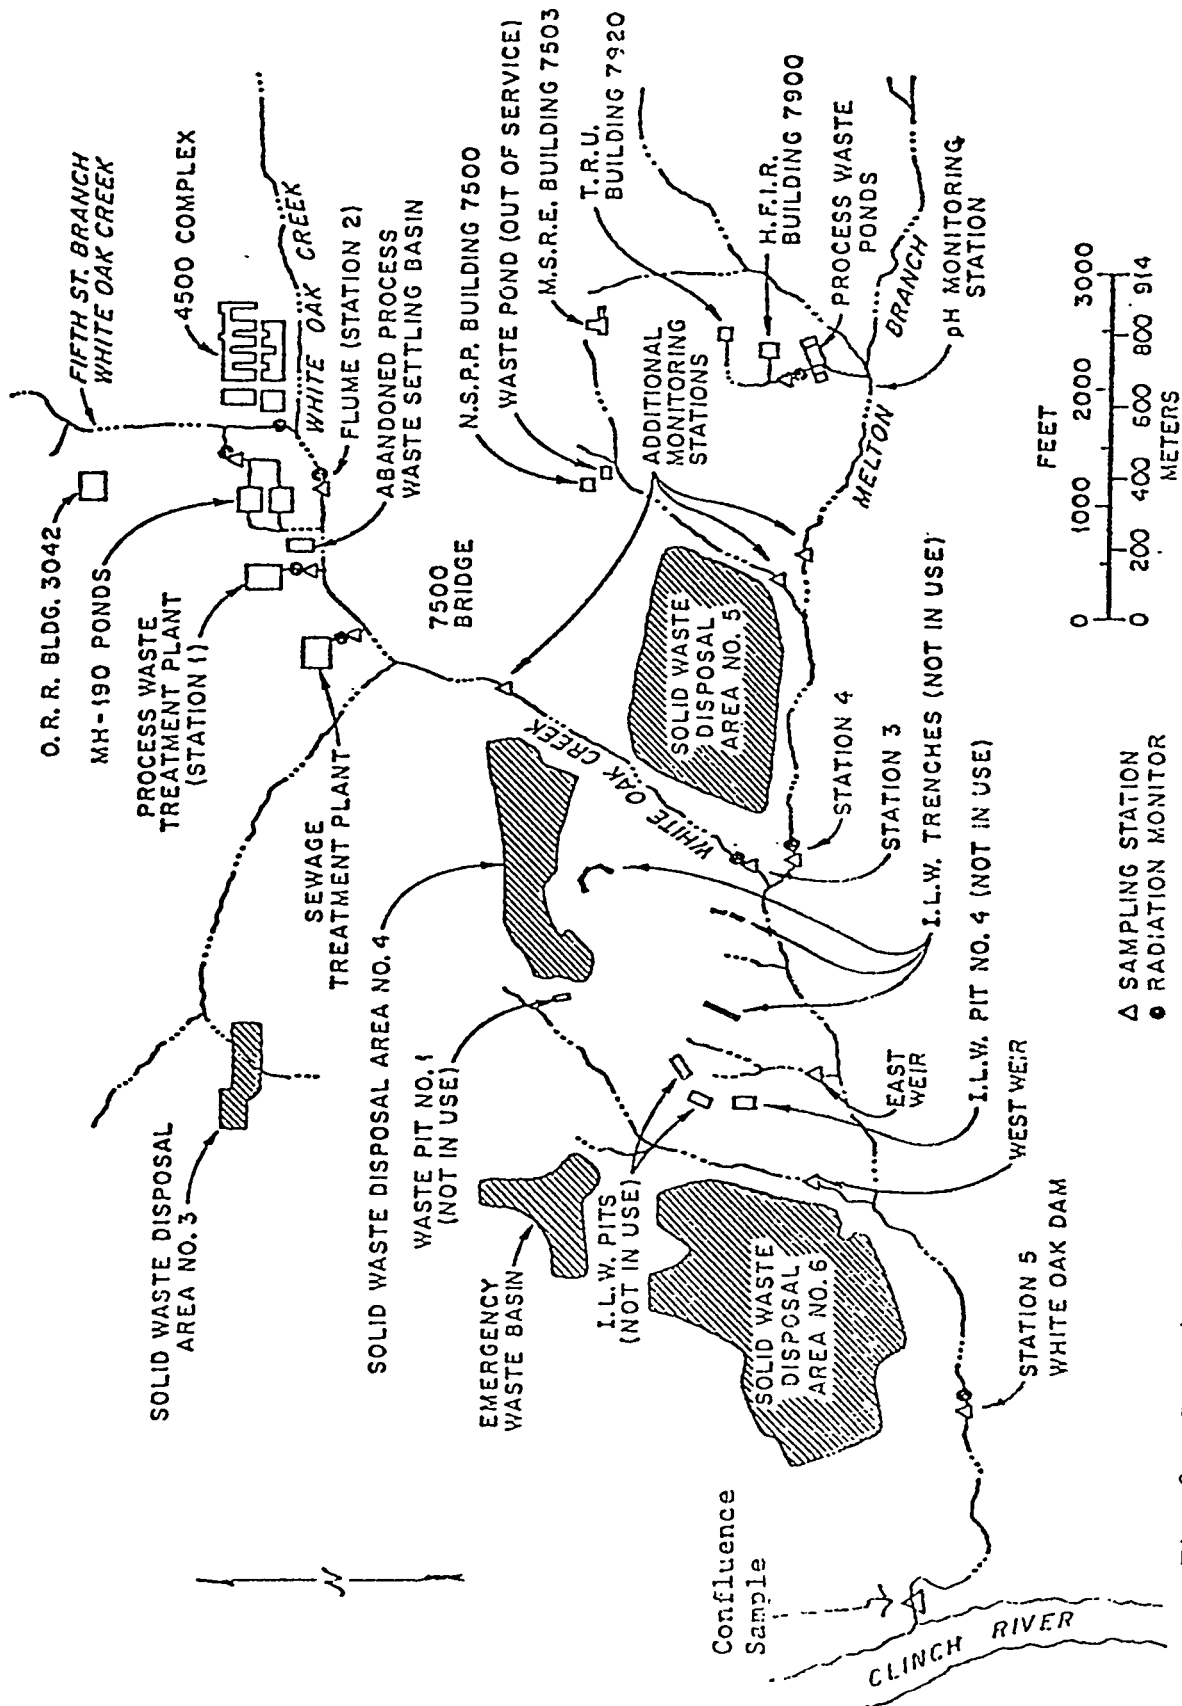 FIFTH ST. BRANCH
WHITE OAK CREEK
4500 COMPLEX
O.R.R. BLDG. 3042
MH-190 PONDS
PROCESS WASTE
TREATMENT PLANT
(STATION 1)
WHITE OAK CREEK
FLUME (STATION 2)
ABANDONED PROCESS
WASTE SETTLING BASIN
SEWAGE
TREATMENT PLANT
7500
BRIDGE
N.S.P.P. BUILDING 7500
WASTE POND (OUT OF SERVICE)
M.S.R.E. BUILDING 7503
T.R.U.
BUILDING 7920
H.F.I.R.
BUILDING 7900
PROCESS WASTE
PONDS
pH MONITORING
STATION
MELTON BRANCH
ADDITIONAL
MONITORING
STATIONS
SOLID WASTE DISPOSAL
AREA NO. 3
SOLID WASTE DISPOSAL AREA NO. 4
WASTE PIT NO. 1
(NOT IN USE)
EMERGENCY
WASTE BASIN
I.L.W. PITS
(NOT IN USE)
WHITE OAK CREEK
SOLID WASTE
DISPOSAL
AREA NO. 5
STATION 4
STATION 3
I.L.W. TRENCHES (NOT IN USE)
I.L.W. PIT NO. 4 (NOT IN USE)
EAST
WEIR
WEST WEIR
SOLID WASTE
DISPOSAL
AREA NO. 6
STATION 5
WHITE OAK DAM
Confluence
Sample
CLINCH RIVER
N
FEET
0 1000 2000 3000
0 200 400 600 800 914
METERS
△ SAMPLING STATION
● RADIATION MONITOR